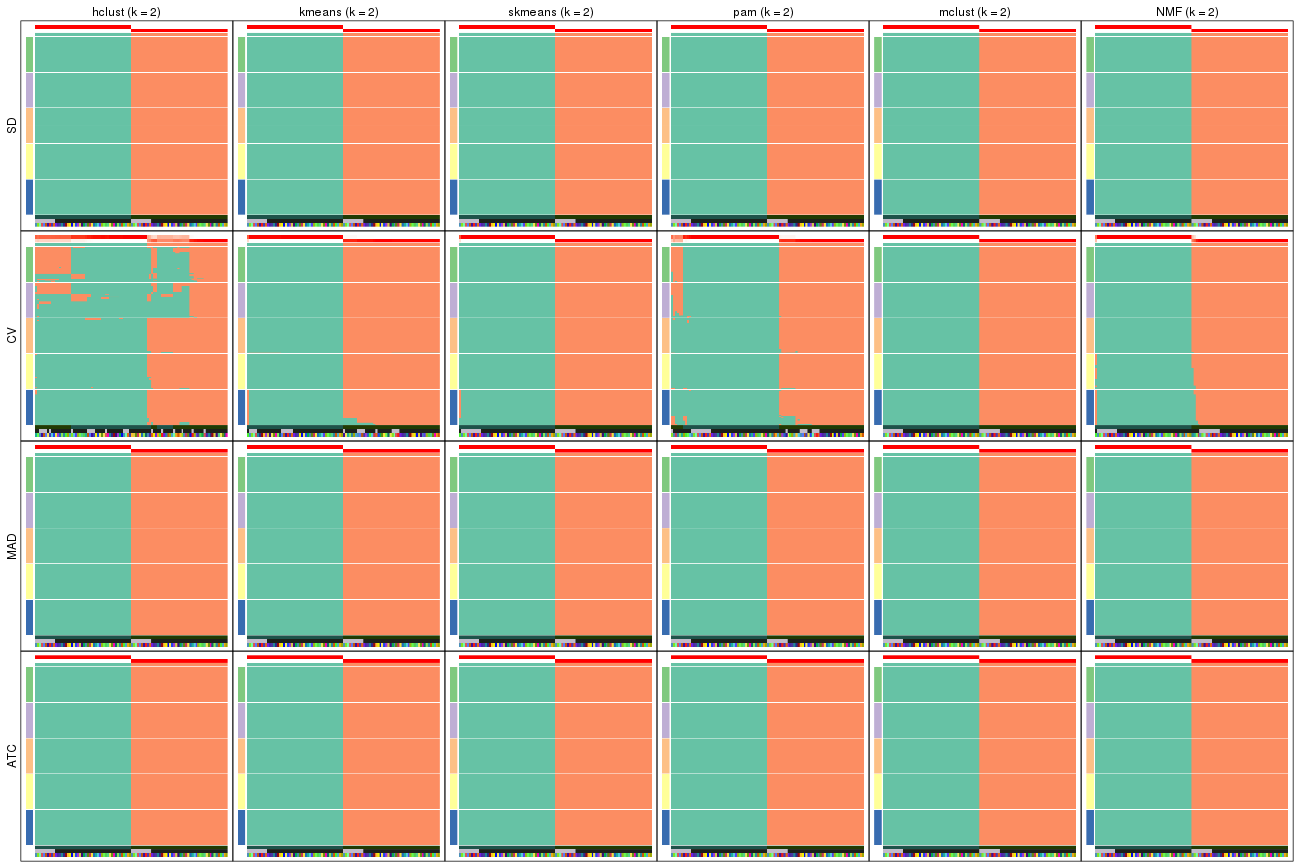 hclust (k = 2)
kmeans (k = 2)
skmeans (k = 2)
pam (k = 2)
mclust (k = 2)
NMF (k = 2)
SD
CV
MAD
ATC